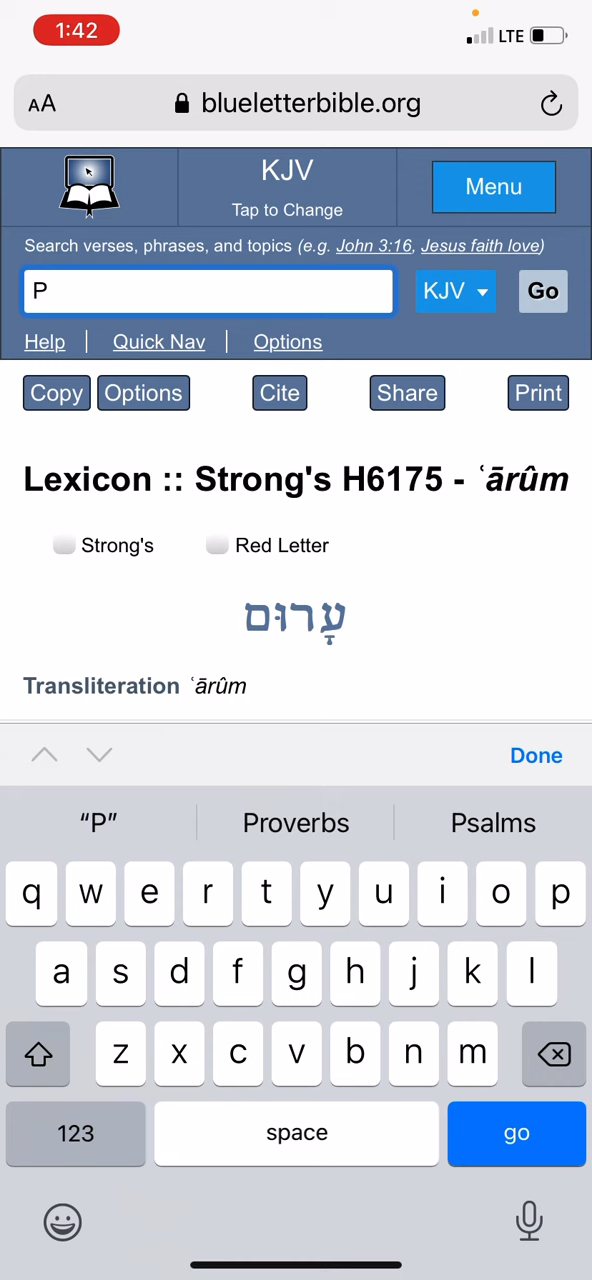 1:42 LTE
AA blueletterbible.org
KJV
Tap to Change
Menu
Search verses, phrases, and topics (e.g. John 3:16, Jesus faith love)
P KJV Go
Help | Quick Nav | Options
Copy Options Cite Share Print
Lexicon :: Strong's H6175 - ʿārûm
Strong's Red Letter
עָרוּם
Transliteration ʿārûm
Done
“P” Proverbs Psalms
q w e r t y u i o p
a s d f g h j k l
z x c v b n m
123 space go